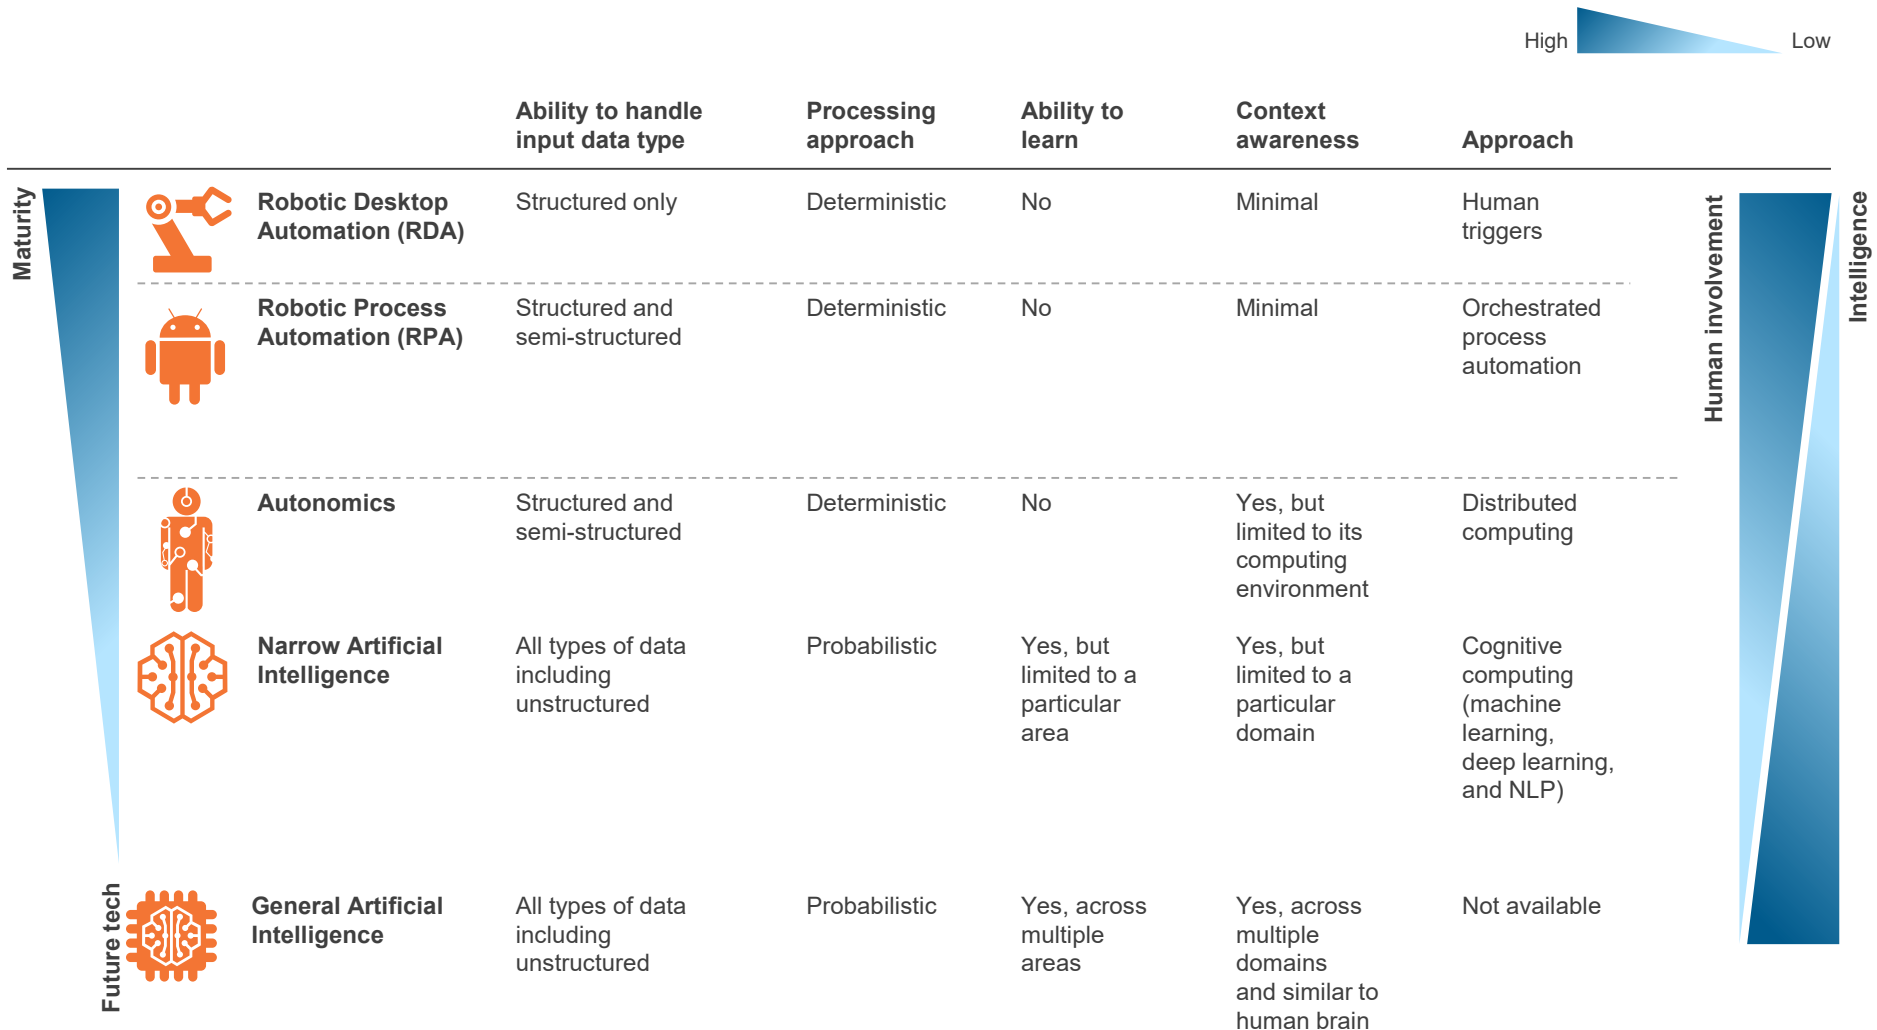 High
Low
Ability to handle
input data type
Processing
approach
Ability to
learn
Context
awareness
Approach
Maturity
Robotic Desktop
Automation (RDA)
Structured only
Deterministic
No
Minimal
Human
triggers
Human involvement
Intelligence
Robotic Process
Automation (RPA)
Structured and
semi-structured
Deterministic
No
Minimal
Orchestrated
process
automation
Autonomics
Structured and
semi-structured
Deterministic
No
Yes, but
limited to its
computing
environment
Distributed
computing
Narrow Artificial
Intelligence
All types of data
including
unstructured
Probabilistic
Yes, but
limited to a
particular
area
Yes, but
limited to a
particular
domain
Cognitive
computing
(machine
learning,
deep learning,
and NLP)
Future tech
General Artificial
Intelligence
All types of data
including
unstructured
Probabilistic
Yes, across
multiple
areas
Yes, across
multiple
domains
and similar to
human brain
Not available